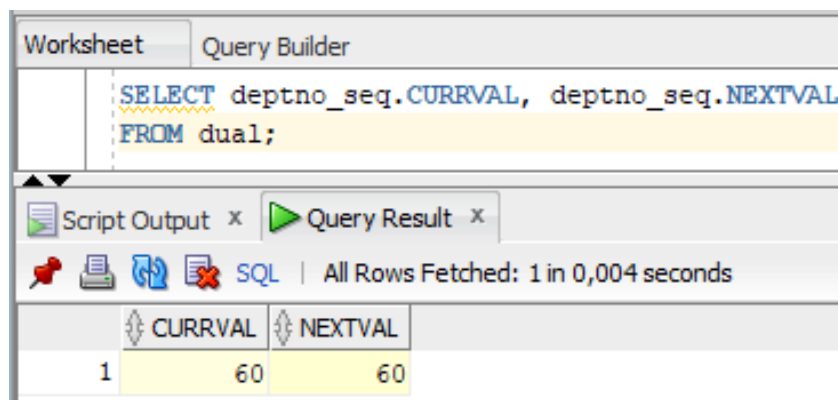 Worksheet Query Builder
SELECT deptno_seq.CURRVAL, deptno_seq.NEXTVAL
FROM dual;
Script Output x Query Result x
SQL | All Rows Fetched: 1 in 0,004 seconds
CURRVAL NEXTVAL
1 60 60